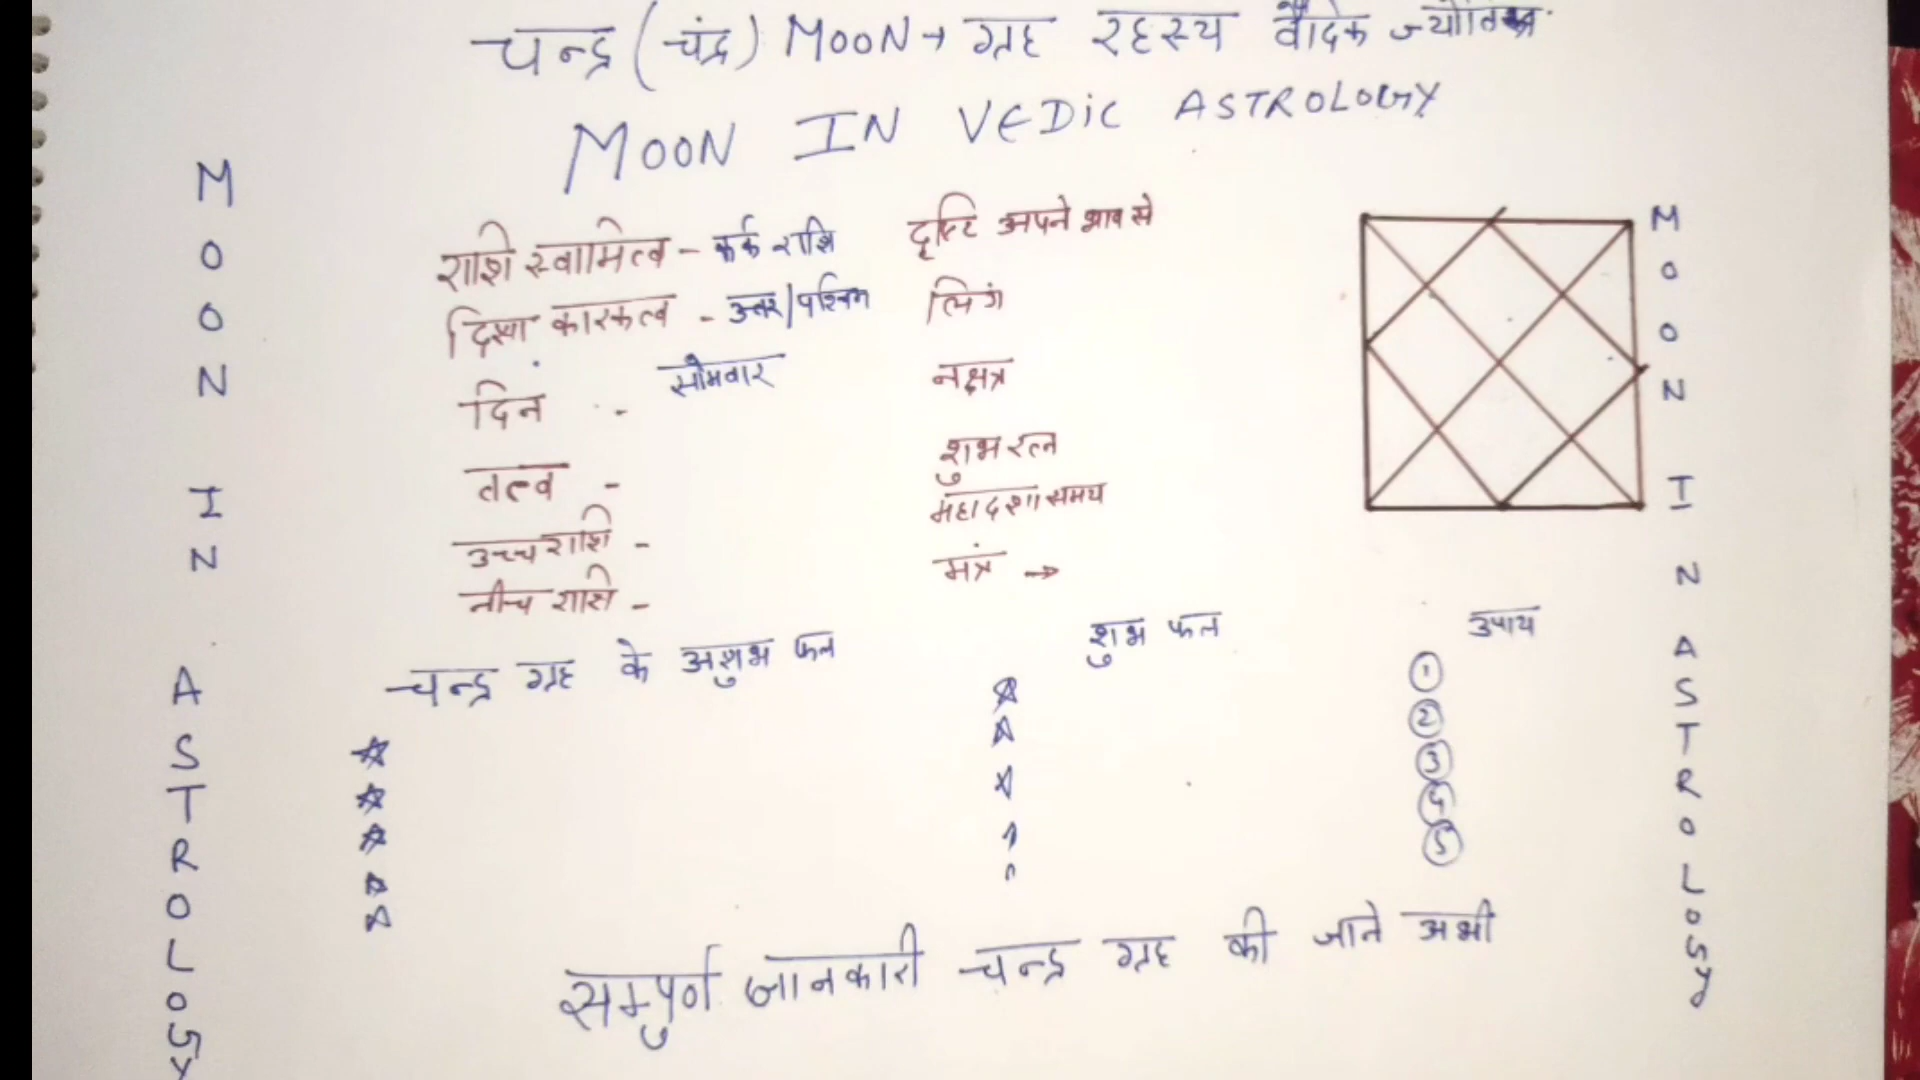 चन्द्र (चंद्र) MOON → ग्रह रहस्य वैदिक ज्योतिष
MOON IN VEDIC ASTROLOGY
राशि स्वामित्व - कर्क राशि
दिशा कारकत्व - उत्तर/पश्चिम
दिन - सोमवार
तत्व -
उच्च राशि -
नीच राशि -
दृष्टि अपने भाव से
लिगं
नक्षत्र
शुभ रत्न
महादशा समय
मत्रं →
चन्द्र ग्रह के अशुभ फल
शुभ फल
उपाय
1
2
3
4
5
सम्पुर्ण जानकारी चन्द्र ग्रह की जाने अभी
MOON IN ASTROLOGY
MOON IN ASTROLOGY